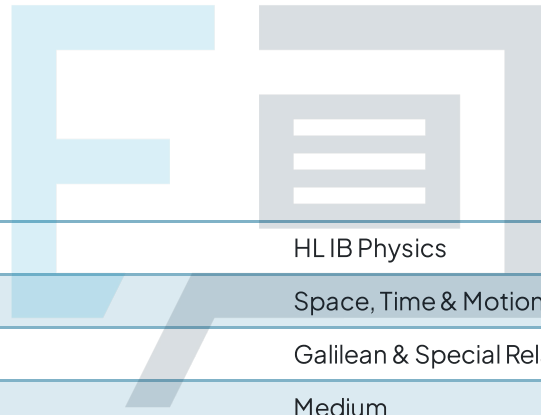 HL IB Physics
Space, Time & Motion
Galilean & Special Rel
Medium